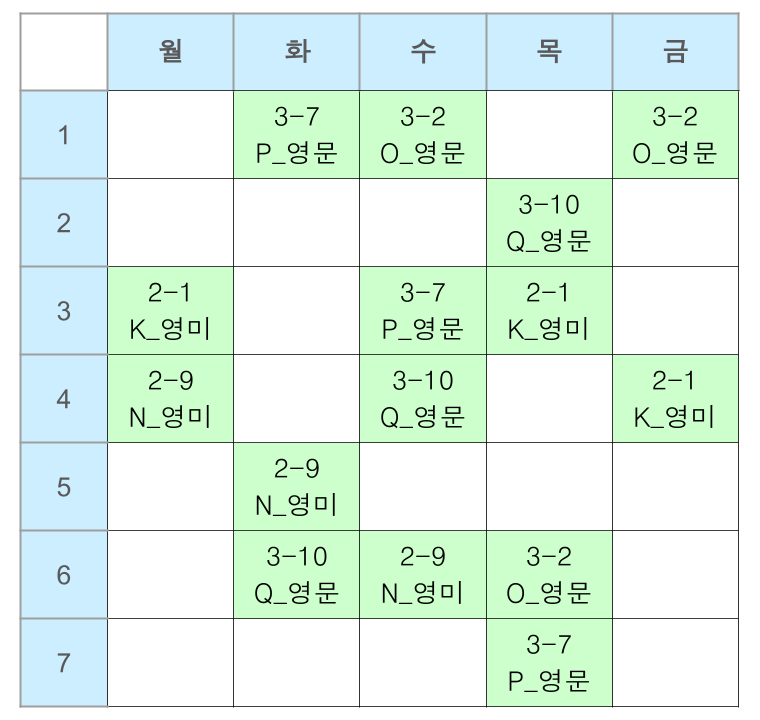 월 화 수 목 금
1
3-7 3-2 3-2
P_영문 O_영문 O_영문
2
3-10
Q_영문
3
2-1 3-7 2-1
K_영미 P_영문 K_영미
4
2-9 3-10 2-1
N_영미 Q_영문 K_영미
5
2-9
N_영미
6
3-10 2-9 3-2
Q_영문 N_영미 O_영문
7
3-7
P_영문